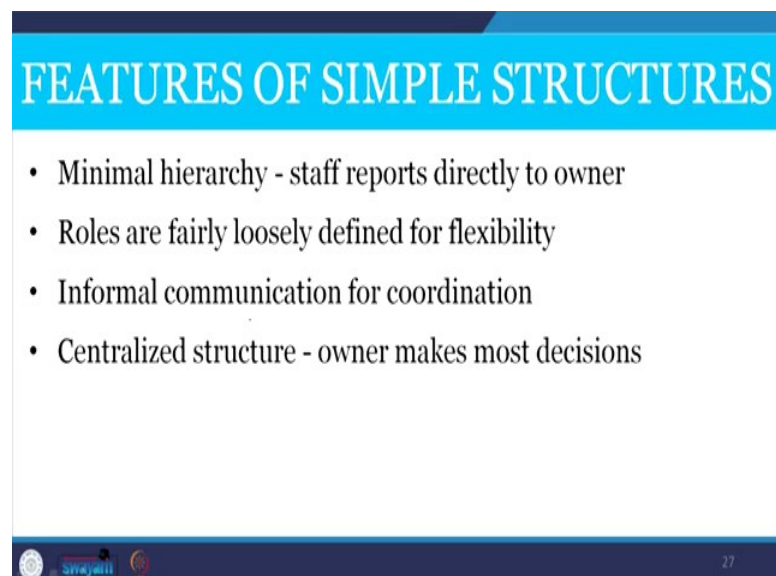 FEATURES OF SIMPLE STRUCTURES
• Minimal hierarchy - staff reports directly to owner
• Roles are fairly loosely defined for flexibility
• Informal communication for coordination
• Centralized structure - owner makes most decisions
swayam
27